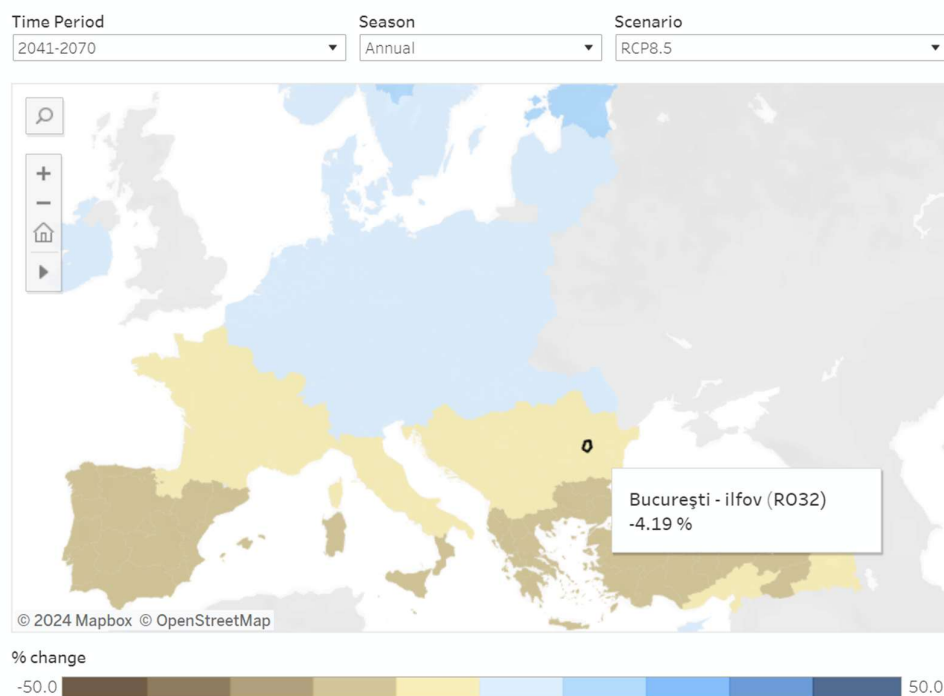 Time Period
Season
Scenario
2041-2070
Annual
RCP8.5
Bucureşti - ilfov (RO32)
-4.19 %
© 2024 Mapbox © OpenStreetMap
% change
-50.0
50.0